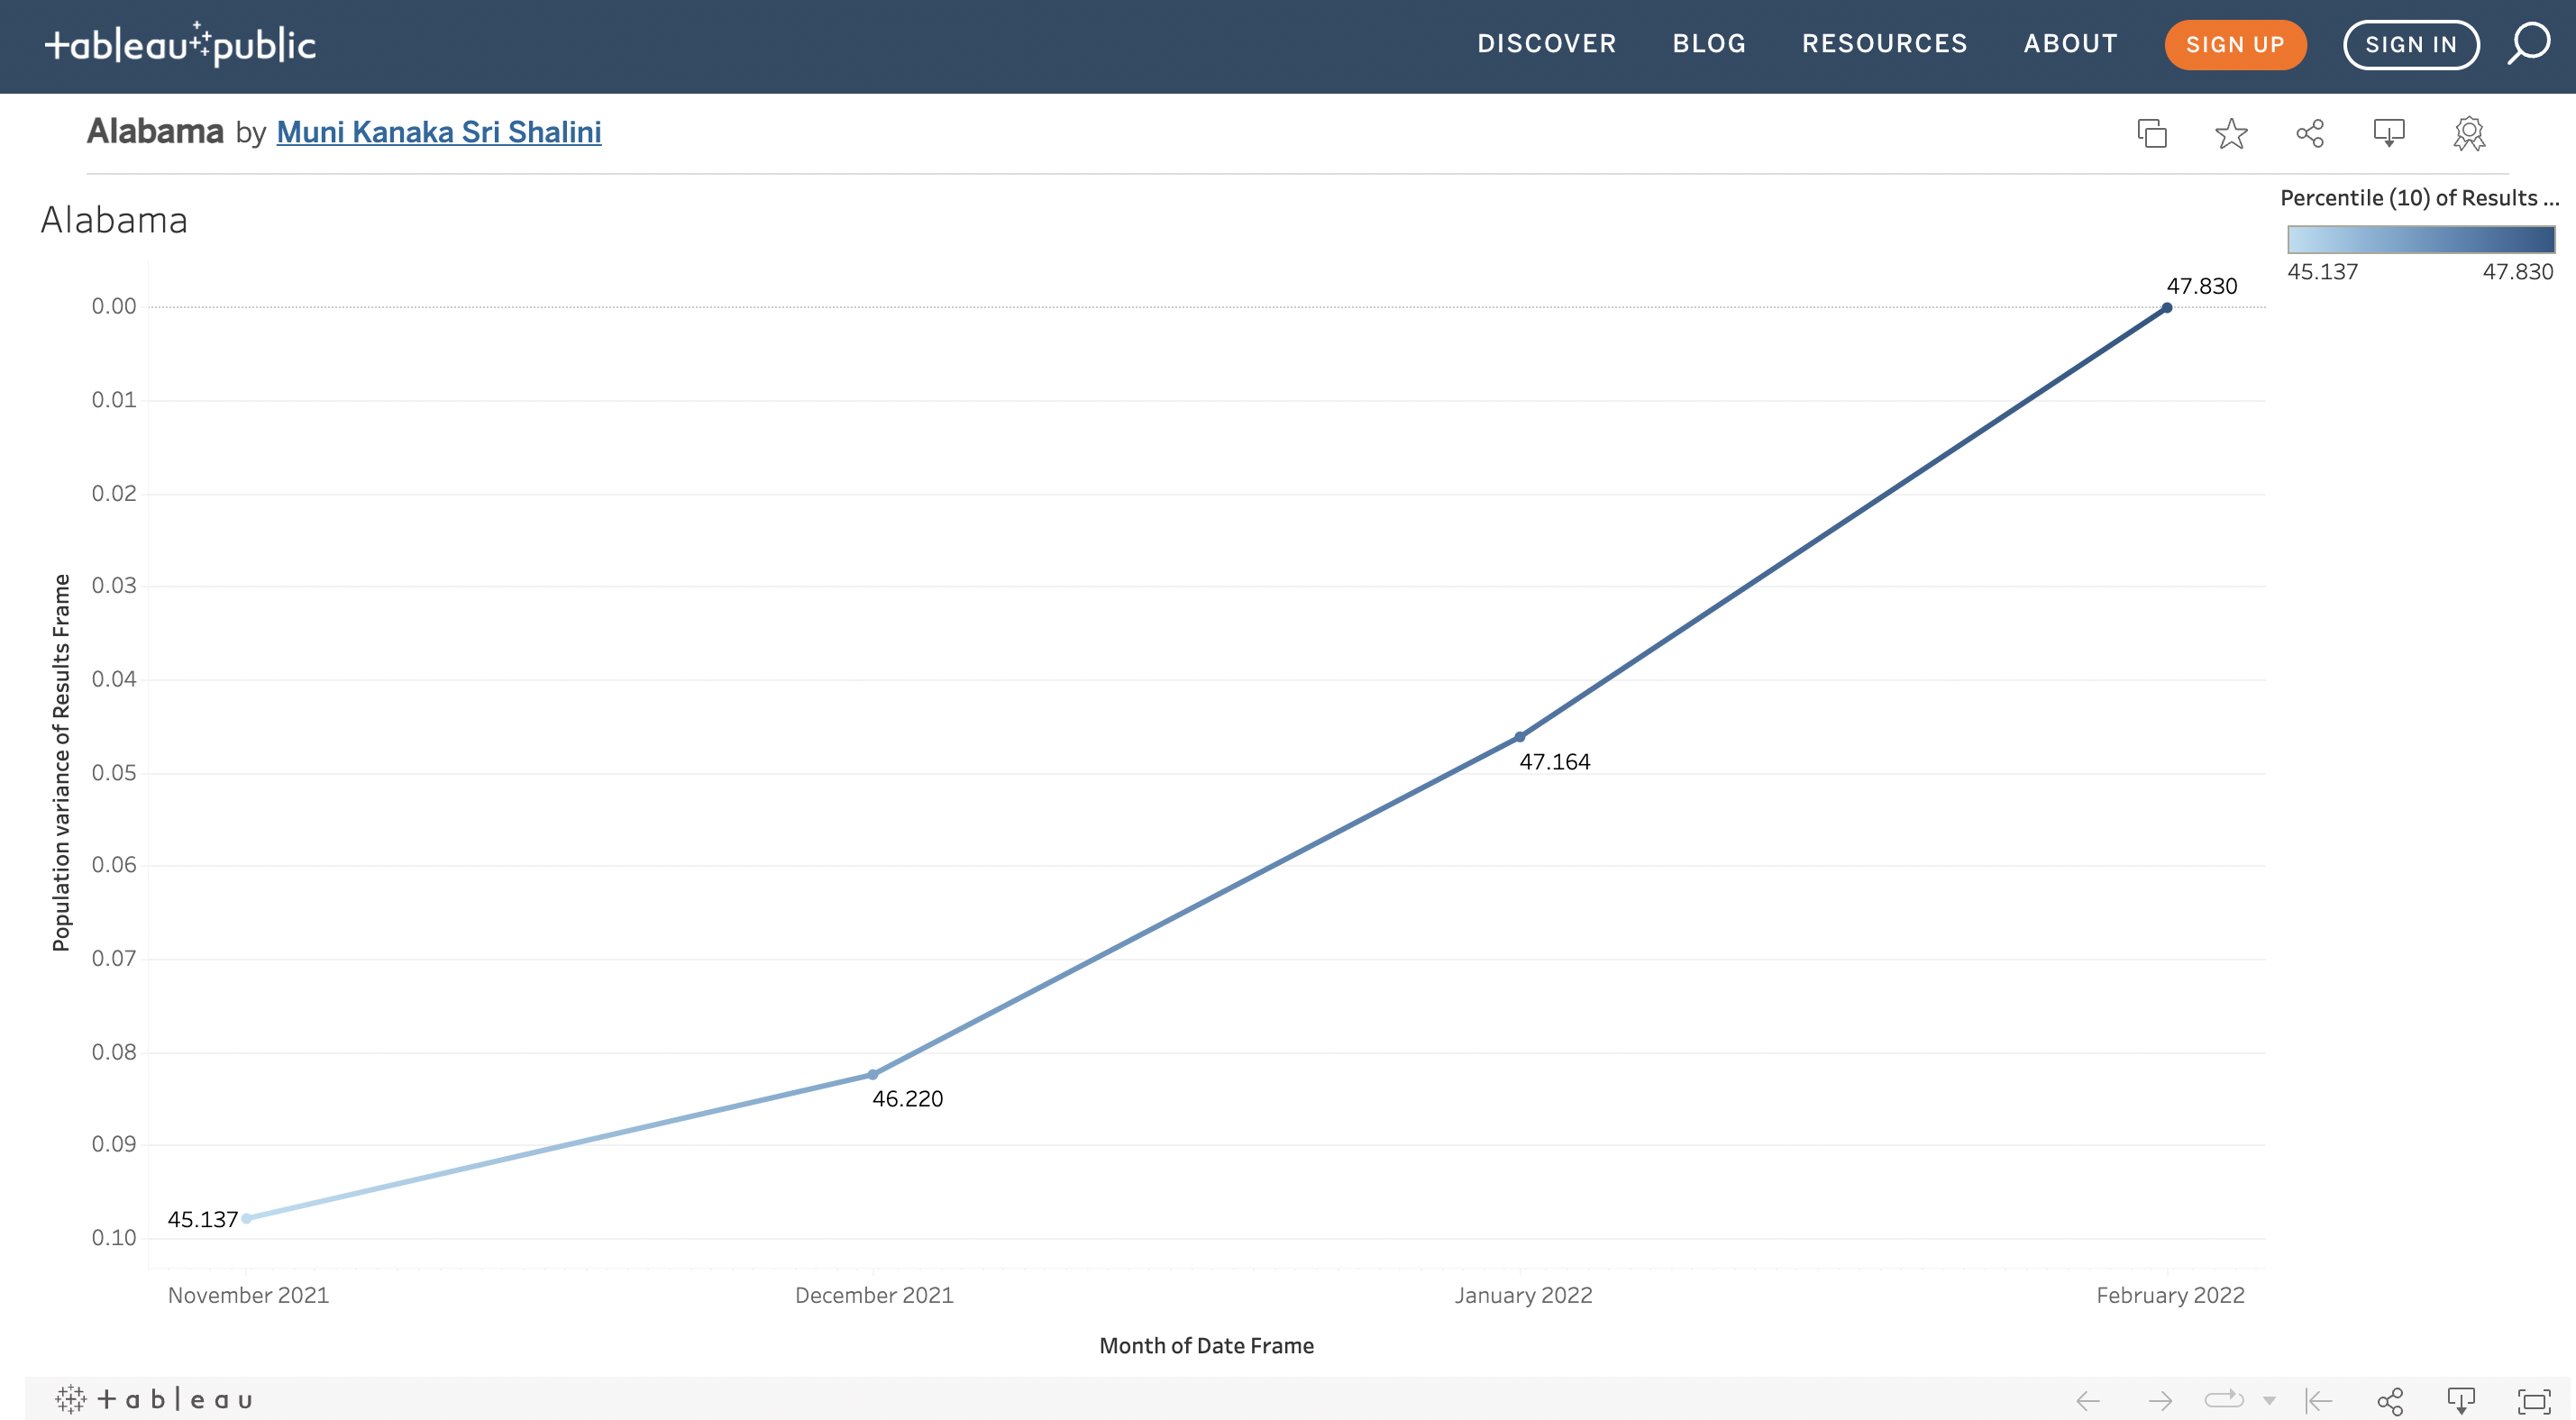 +ableau public
DISCOVER BLOG RESOURCES ABOUT SIGN UP SIGN IN
Alabama by Muni Kanaka Sri Shalini
Percentile (10) of Results ...
45.137 47.830
Alabama
47.830
0.00
0.01
0.02
0.03
0.04
47.164
0.05
0.06
0.07
0.08
46.220
0.09
45.137
0.10
Population variance of Results Frame
November 2021 December 2021 January 2022 February 2022
Month of Date Frame
+ableau